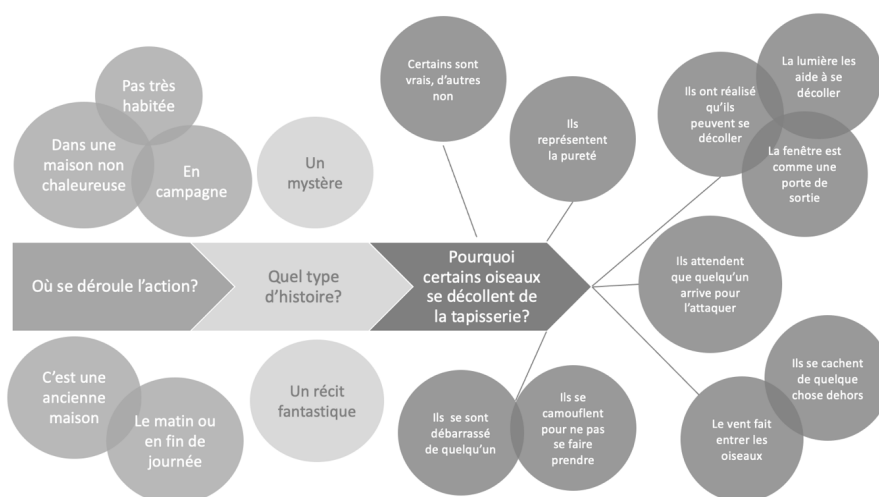 Pas très
habitée
Dans une
maison non
chaleureuse
En
campagne
Un
mystère
Certains sont
vrais, d'autres
non
Ils
représentent
la pureté
Ils ont réalisé
qu'ils
peuvent se
décoller
La lumière les
aide à se
décoller
La fenêtre est
comme une
porte de
sortie
Où se déroule l'action?
Quel type
d'histoire?
Pourquoi
certains oiseaux
se décollent de
la tapisserie?
Ils attendent
que quelqu'un
arrive pour
l'attaquer
C'est une
ancienne
maison
Le matin ou
en fin de
journée
Un récit
fantastique
Ils se sont
débarrassé
de quelqu'un
Ils se
camouflent
pour ne pas
se faire
prendre
Le vent fait
entrer les
oiseaux
Ils se cachent
de quelque
chose dehors